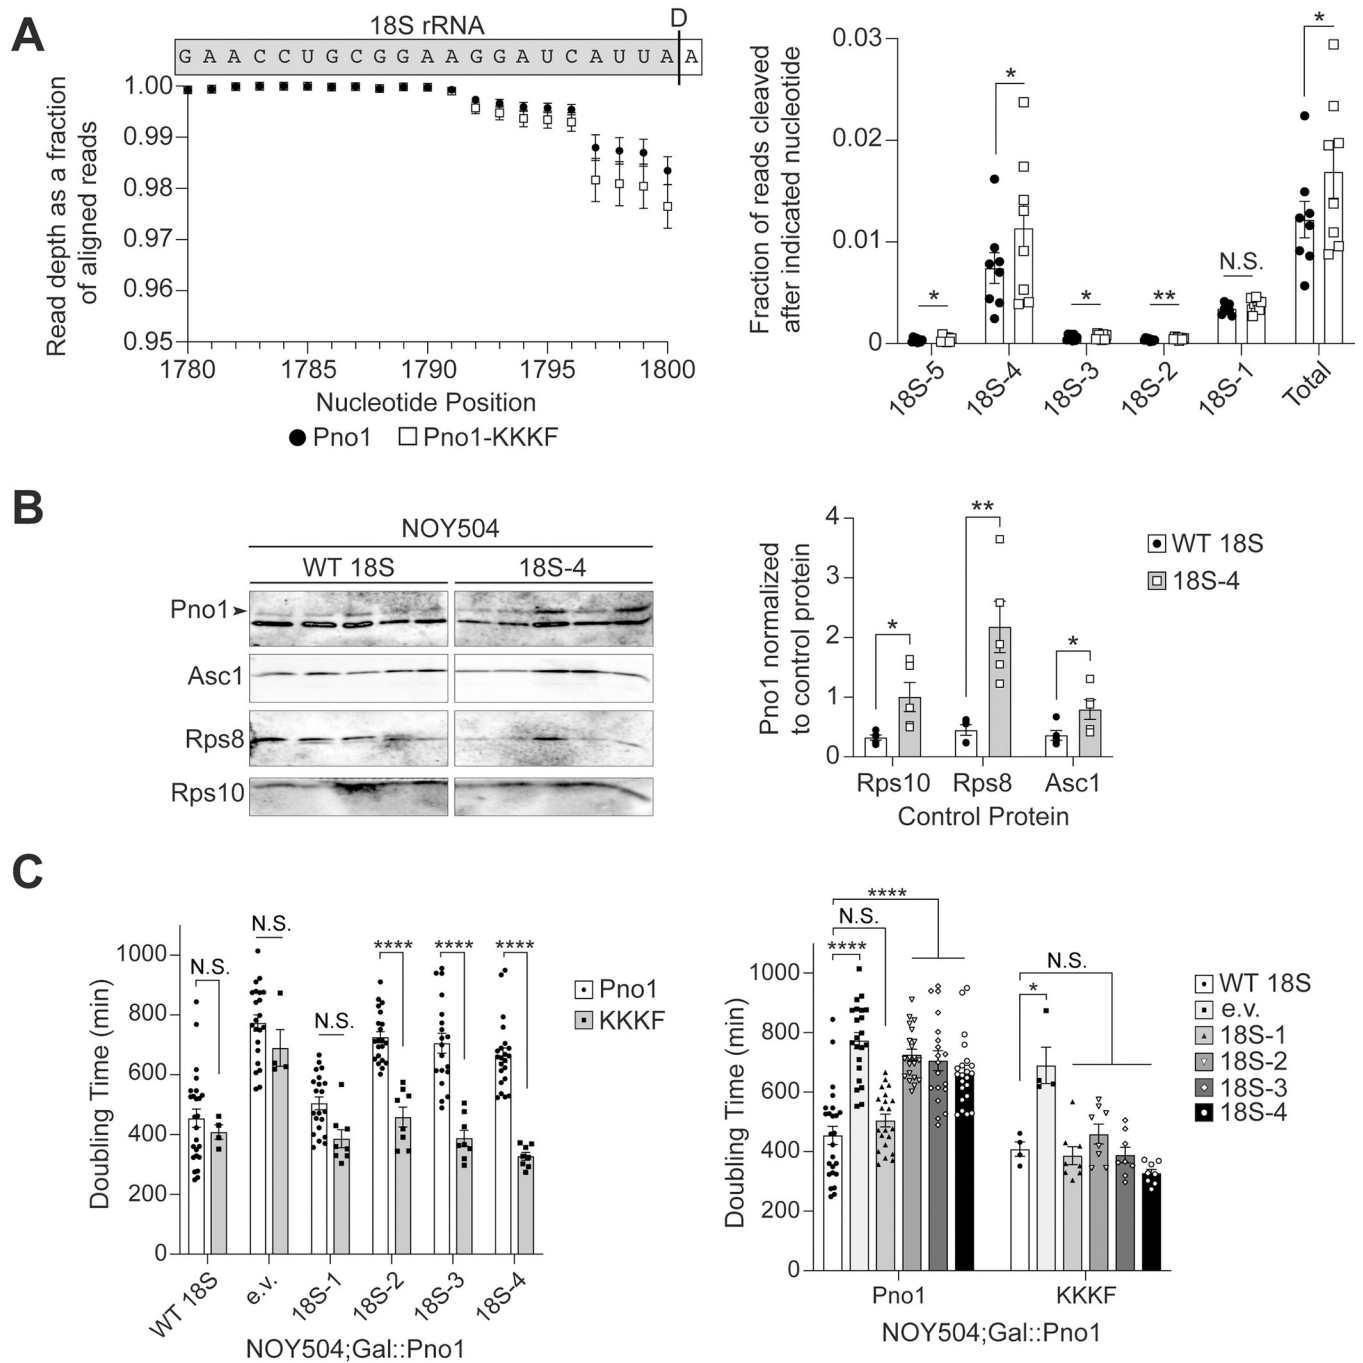 A
18S rRNA
D
G A A C C U G C G G A A G G A U C A U U A A
Read depth as a fraction
of aligned reads
1.00
0.99
0.98
0.97
0.96
0.95
1780 1785 1790 1795 1800
Nucleotide Position
Pno1 Pno1-KKKF
Fraction of reads cleaved
after indicated nucleotide
0.03
0.02
0.01
0
* * * ** N.S. *
18S-5 18S-4 18S-3 18S-2 18S-1 Total
B
NOY504
WT 18S 18S-4
Pno1
Asc1
Rps8
Rps10
Pno1 normalized
to control protein
4
3
2
1
0
* ** *
Rps10 Rps8 Asc1
Control Protein
WT 18S
18S-4
C
Doubling Time (min)
1000
800
600
400
200
0
N.S. N.S. N.S. **** **** ****
WT 18S e.v. 18S-1 18S-2 18S-3 18S-4
NOY504;Gal::Pno1
Pno1
KKKF
Doubling Time (min)
1000
800
600
400
200
0
****
N.S.
****
N.S.
*
Pno1 KKKF
NOY504;Gal::Pno1
WT 18S
e.v.
18S-1
18S-2
18S-3
18S-4